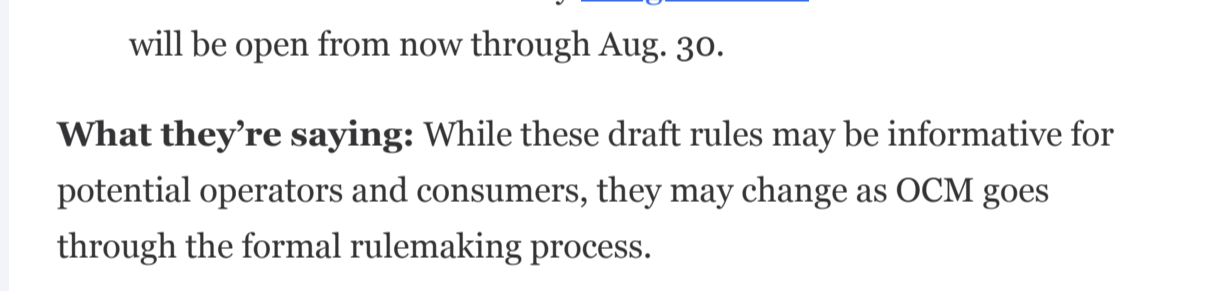 will be open from now through Aug. 30.
What they’re saying: While these draft rules may be informative for
potential operators and consumers, they may change as OCM goes
through the formal rulemaking process.